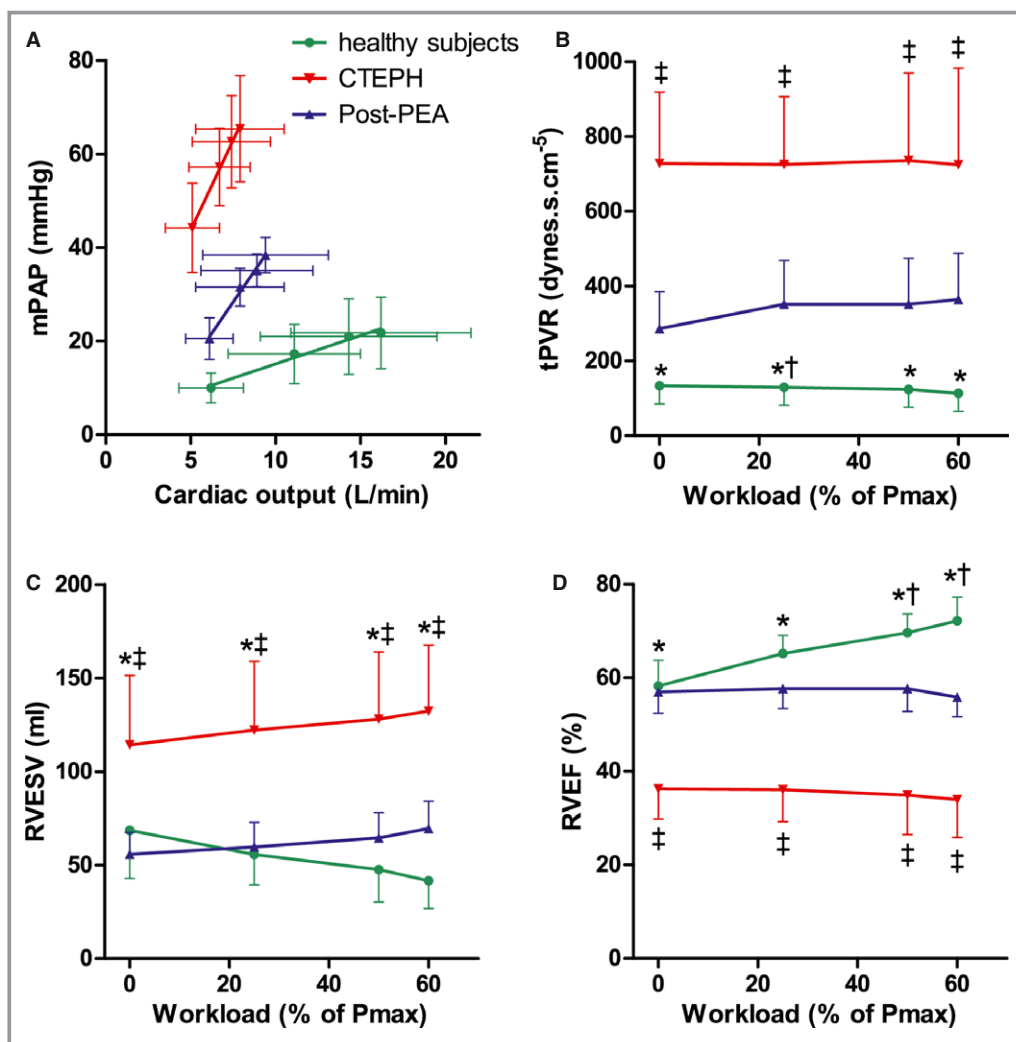 A
healthy subjects
CTEPH
Post-PEA
80
60
40
20
0
mPAP (mmHg)
0 5 10 15 20
Cardiac output (L/min)
B
1000
800
600
400
200
0
tPVR (dynes.s.cm-5)
‡ ‡ ‡ ‡
* *† * *
0 20 40 60
Workload (% of Pmax)
C
200
150
100
50
0
RVESV (ml)
*‡ *‡ *‡ *‡
0 20 40 60
Workload (% of Pmax)
D
80
60
40
20
0
RVEF (%)
* * *† *†
‡ ‡ ‡ ‡
0 20 40 60
Workload (% of Pmax)